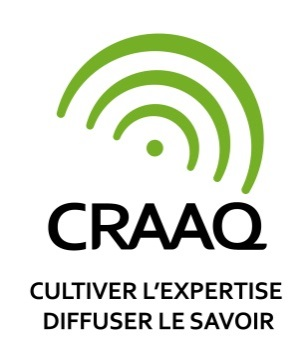 CRAAQ
CULTIVER L'EXPERTISE
DIFFUSER LE SAVOIR